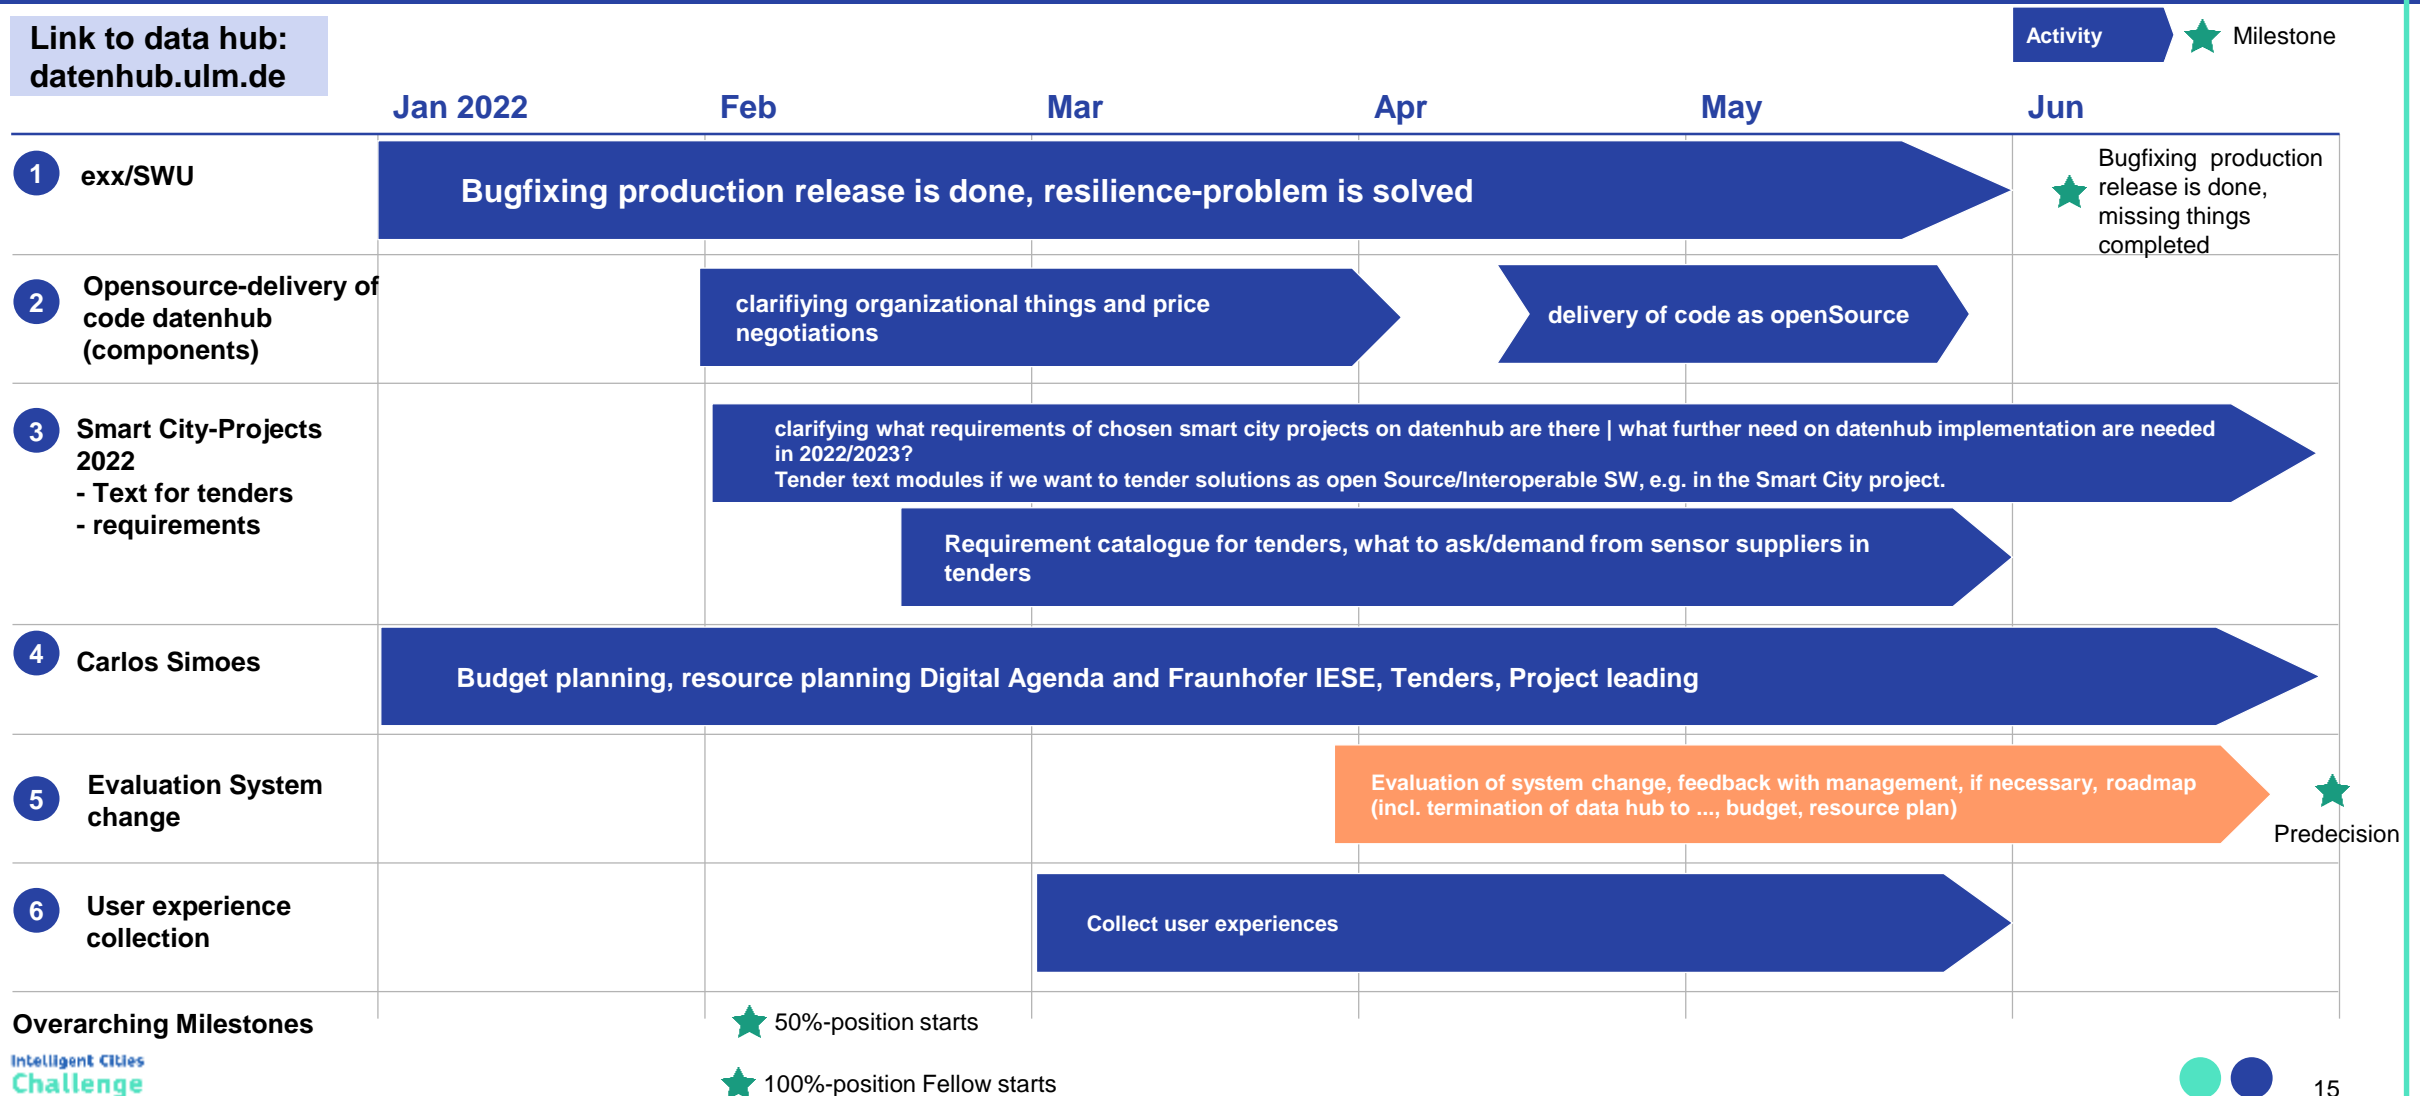 Link to data hub:
datenhub.ulm.de
Activity
Milestone
Jan 2022
Feb
Mar
Apr
May
Jun
1
exx/SWU
Bugfixing production release is done, resilience-problem is solved
Bugfixing production
release is done,
missing things
completed
2
Opensource-delivery of
code datenhub
(components)
clarifiying organizational things and price
negotiations
delivery of code as openSource
3
Smart City-Projects
2022
- Text for tenders
- requirements
clarifying what requirements of chosen smart city projects on datenhub are there | what further need on datenhub implementation are needed
in 2022/2023?
Tender text modules if we want to tender solutions as open Source/Interoperable SW, e.g. in the Smart City project.
Requirement catalogue for tenders, what to ask/demand from sensor suppliers in
tenders
4
Carlos Simoes
Budget planning, resource planning Digital Agenda and Fraunhofer IESE, Tenders, Project leading
5
Evaluation System
change
Evaluation of system change, feedback with management, if necessary, roadmap
(incl. termination of data hub to ..., budget, resource plan)
Predecision
6
User experience
collection
Collect user experiences
Overarching Milestones
50%-position starts
100%-position Fellow starts
Intelligent Cities
Challenge
15